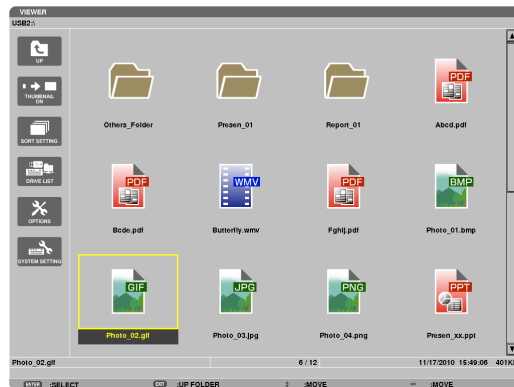 VIEWER
USB2:\
UP
THUMBNAIL
ON
SORT SETTING
DRIVE LIST
OPTIONS
SYSTEM SETTING
Others_Folder
Presen_01
Report_01
PDF
Abcd.pdf
PDF
Bcde.pdf
WMV
Butterfly.wmv
PDF
Fghij.pdf
BMP
Photo_01.bmp
GIF
Photo_02.gif
JPG
Photo_03.jpg
PNG
Photo_04.png
PPT
Presen_xx.ppt
Photo_02.gif 6 / 12 11/17/2010 15:49:06 401K
ENTER :SELECT EXIT :UP FOLDER :MOVE :MOVE